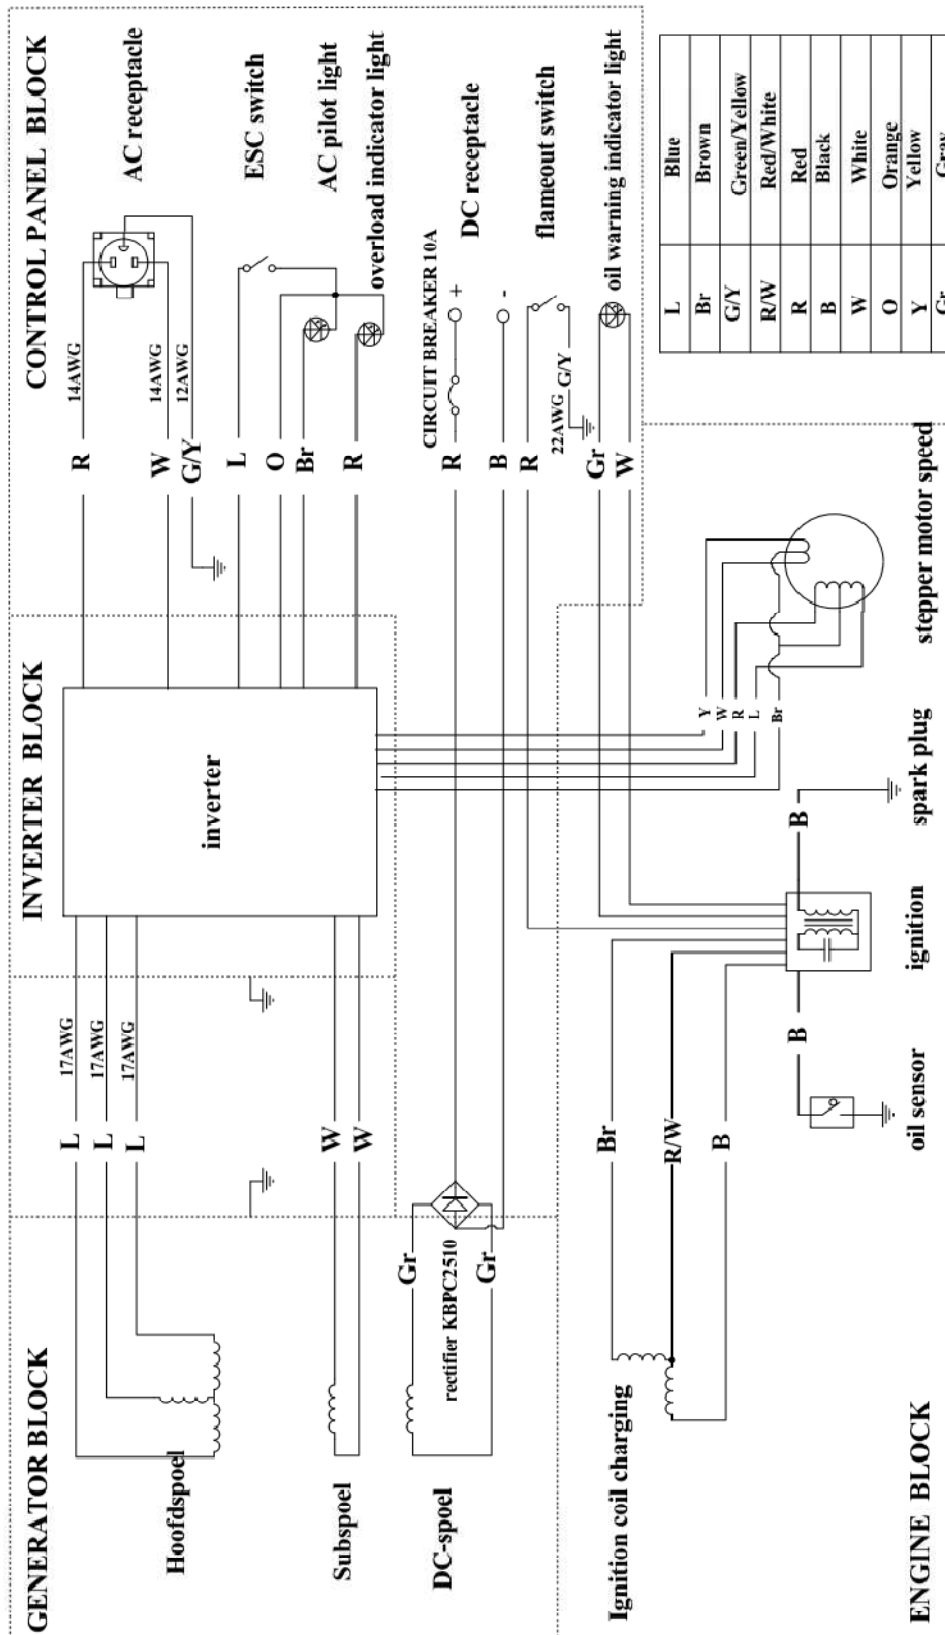 GENERATOR BLOCK
INVERTER BLOCK
CONTROL PANEL BLOCK
Hoofdspoel
L
17AWG
L
17AWG
L
17AWG
inverter
R
14AWG
W
14AWG
G/Y
12AWG
AC receptacle
Subspoel
W
W
L
ESC switch
O
Br
AC pilot light
R
overload indicator light
DC-spoel
Gr
rectifier KBPC2510
Gr
R
CIRCUIT BREAKER 10A
+
B
-
DC receptacle
R
22AWG
G/Y
flameout switch
Gr
W
oil warning indicator light
Ignition coil charging
Br
R/W
B
Y
W
R
L
Br
B
B
oil sensor
ignition
spark plug
stepper motor speed
ENGINE BLOCK
L Blue
Br Brown
G/Y Green/Yellow
R/W Red/White
R Red
B Black
W White
O Orange
Y Yellow
Gr Gray